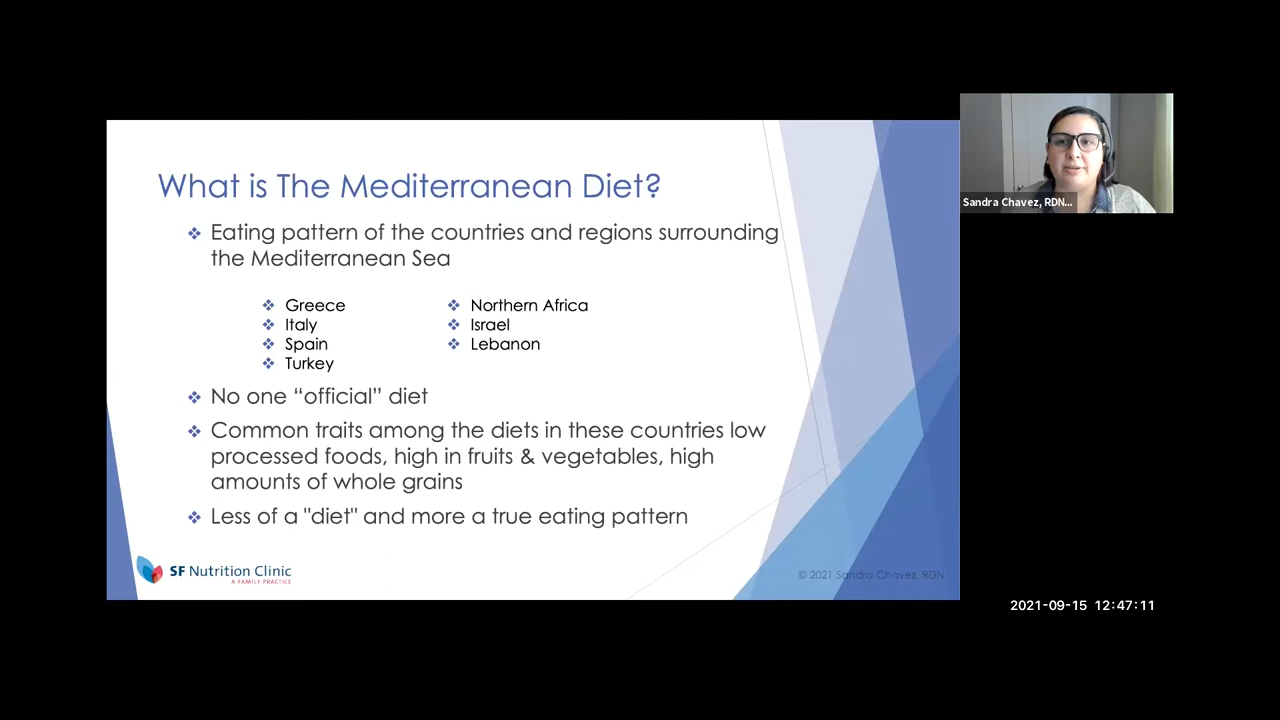 What is The Mediterranean Diet?
❖ Eating pattern of the countries and regions surrounding
the Mediterranean Sea
❖ Greece
❖ Italy
❖ Spain
❖ Turkey
❖ Northern Africa
❖ Israel
❖ Lebanon
❖ No one “official” diet
❖ Common traits among the diets in these countries low
processed foods, high in fruits & vegetables, high
amounts of whole grains
❖ Less of a "diet" and more a true eating pattern
SF Nutrition Clinic
A FAMILY PRACTICE
© 2021 Sandra Chavez, RDN
Sandra Chavez, RDN...
2021-09-15 12:47:11